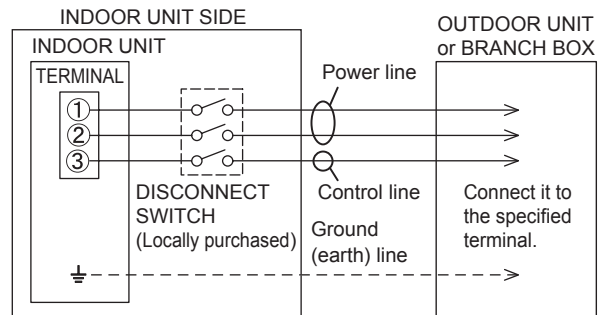 INDOOR UNIT SIDE
INDOOR UNIT
TERMINAL
1
2
3
DISCONNECT
SWITCH
(Locally purchased)
Power line
Control line
Ground
(earth) line
OUTDOOR UNIT
or BRANCH BOX
Connect it to
the specified
terminal.